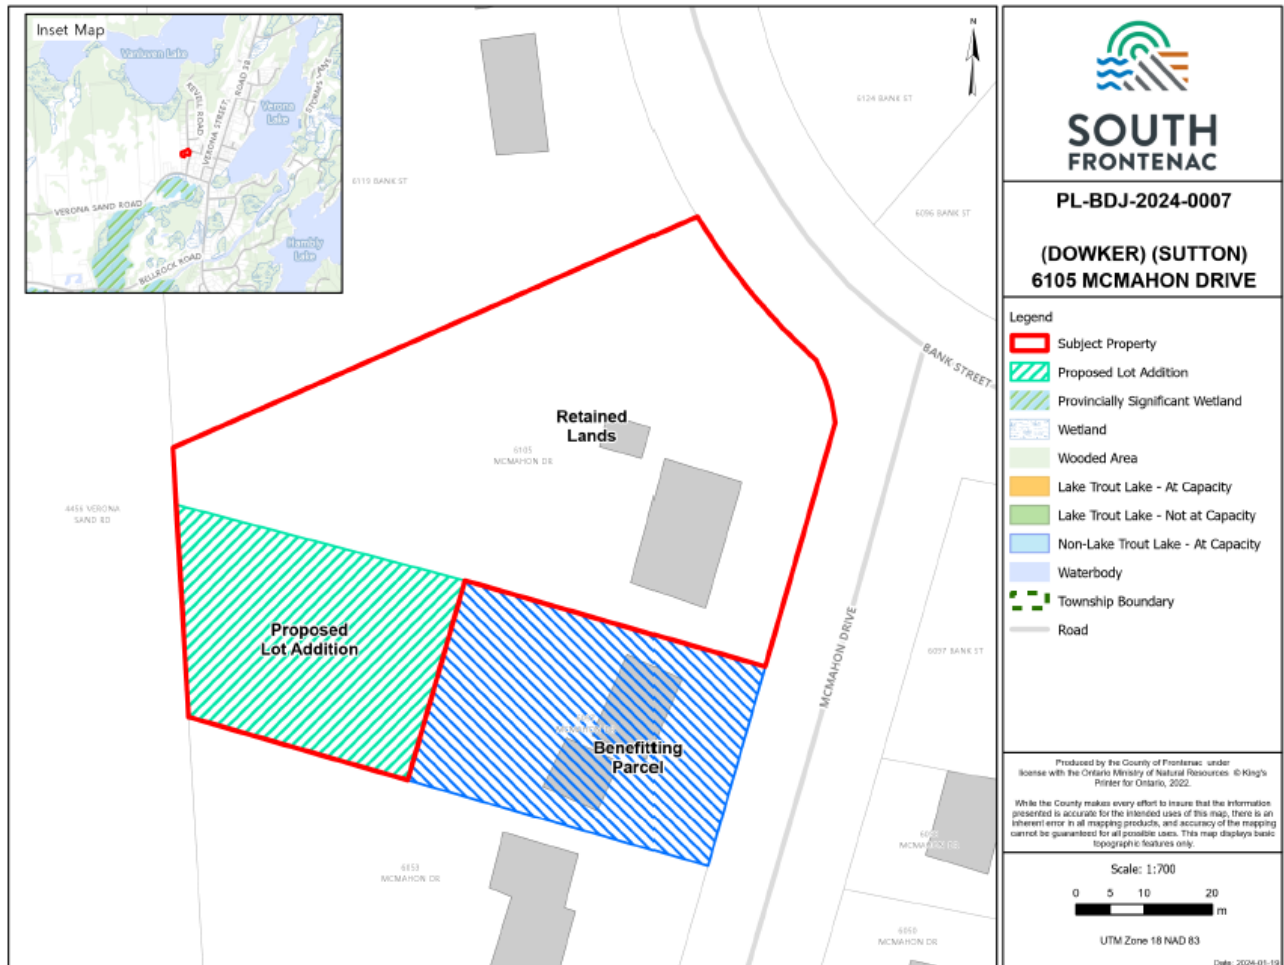 Inset Map
Vanluven Lake
KEVELL ROAD
VERONA STREET, ROAD 38
Verona
Lake
VERONA SAND ROAD
BELLROCK ROAD
Hambly
Lake
N
6124 BANK ST
6119 BANK ST
6096 BANK ST
BANK STREET
Retained
Lands
6105
MCMAHON DR
4456 VERONA
SAND RD
Proposed
Lot Addition
MCMAHON DRIVE
6097 BANK ST
Benefitting
Parcel
6053
MCMAHON DR
MCMAHON DR
6050
MCMAHON DR
SOUTH
FRONTENAC
PL-BDJ-2024-0007
(DOWKER) (SUTTON)
6105 MCMAHON DRIVE
Legend
Subject Property
Proposed Lot Addition
Provincially Significant Wetland
Wetland
Wooded Area
Lake Trout Lake - At Capacity
Lake Trout Lake - Not at Capacity
Non-Lake Trout Lake - At Capacity
Waterbody
Township Boundary
Road
Produced by the County of Frontenac under
license with the Ontario Ministry of Natural Resources © King's
Printer for Ontario, 2022.
While the County makes every effort to insure that the information
presented is accurate for the intended uses of this map, there is an
inherent error in all mapping products, and accuracy of the mapping
cannot be guaranteed for all possible uses. This map displays basic
topographic features only.
Scale: 1:700
0 5 10 20
m
UTM Zone 18 NAD 83
Date: 2024-01-19